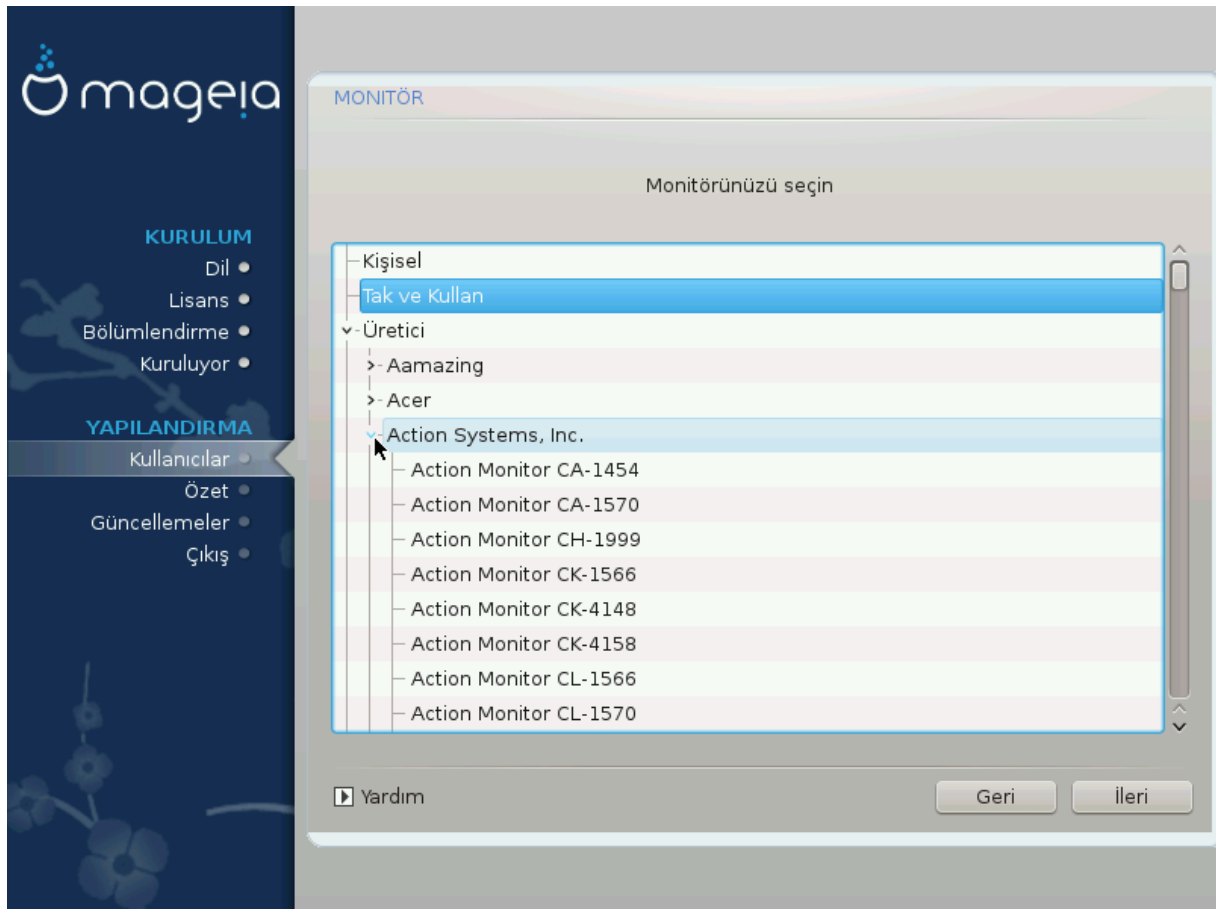 mageia
KURULUM
Dil
Lisans
Bölümlendirme
Kuruluyor
YAPILANDIRMA
Kullanıcılar
Özet
Güncellemeler
Çıkış
MONITÖR
Monitörünüzü seçin
Kişisel
Tak ve Kullan
Üretici
Aamazing
Acer
Action Systems, Inc.
Action Monitor CA-1454
Action Monitor CA-1570
Action Monitor CH-1999
Action Monitor CK-1566
Action Monitor CK-4148
Action Monitor CK-4158
Action Monitor CL-1566
Action Monitor CL-1570
Yardım
Geri
İleri